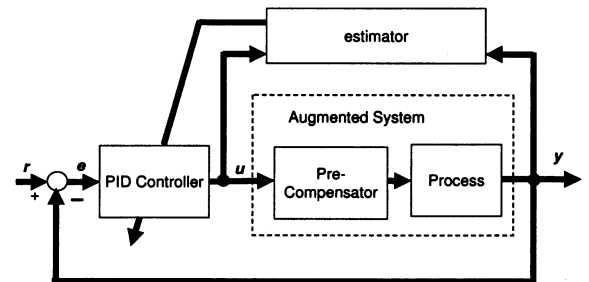 estimator
Augmented System
r
e
u
y
+
−
PID Controller
Pre-
Compensator
Process